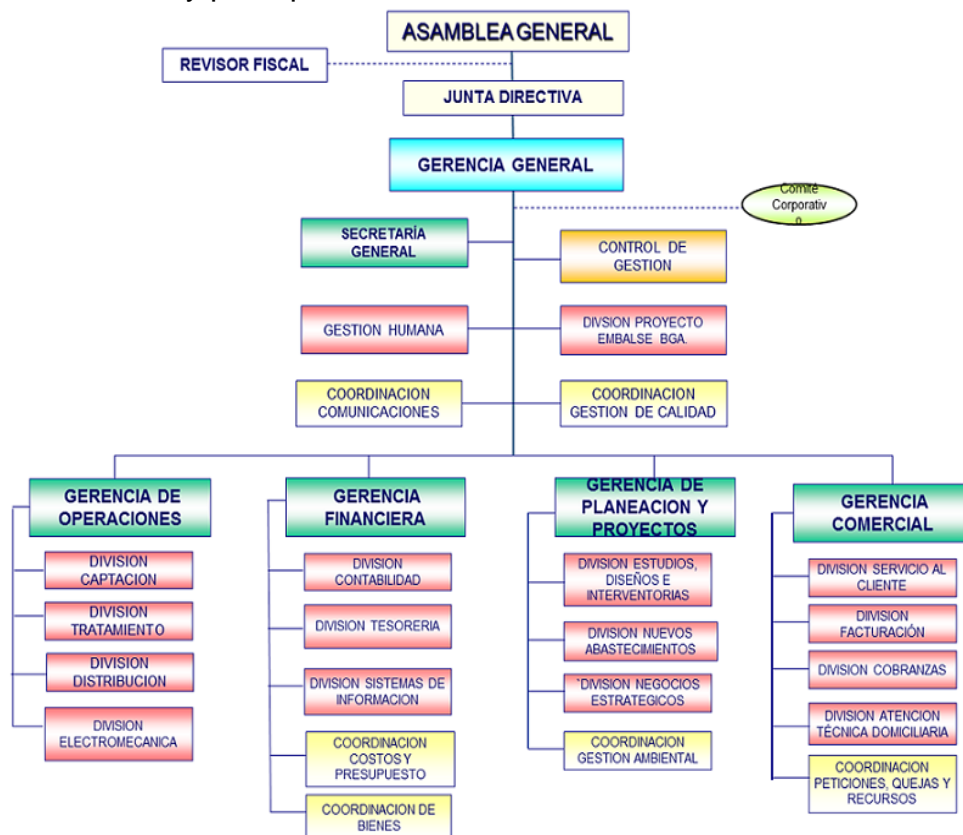 ASAMBLEA GENERAL
REVISOR FISCAL
JUNTA DIRECTIVA
GERENCIA GENERAL
Comité
Corporativ
o
SECRETARÍA
GENERAL
CONTROL DE
GESTION
GESTION HUMANA
DIVSION PROYECTO
EMBALSE BGA.
COORDINACION
COMUNICACIONES
COORDINACION
GESTION DE CALIDAD
GERENCIA DE
OPERACIONES
DIVISION
CAPTACION
DIVISION
TRATAMIENTO
DIVISION
DISTRIBUCION
DIVISION
ELECTROMECANICA
GERENCIA
FINANCIERA
DIVISION
CONTABILIDAD
DIVISION TESORERIA
DIVISION SISTEMAS DE
INFORMACION
COORDINACION
COSTOS Y
PRESUPUESTO
COORDINACION DE
BIENES
GERENCIA DE
PLANEACION Y
PROYECTOS
DIVISION ESTUDIOS,
DISEÑOS E
INTERVENTORIAS
DIVISION NUEVOS
ABASTECIMIENTOS
`DIVISION NEGOCIOS
ESTRATEGICOS
COORDINACION
GESTION AMBIENTAL
GERENCIA
COMERCIAL
DIVISION SERVICIO AL
CLIENTE
DIVISION
FACTURACIÓN
DIVISION COBRANZAS
DIVISION ATENCION
TÉCNICA DOMICILIARIA
COORDINACION
PETICIONES, QUEJAS Y
RECURSOS